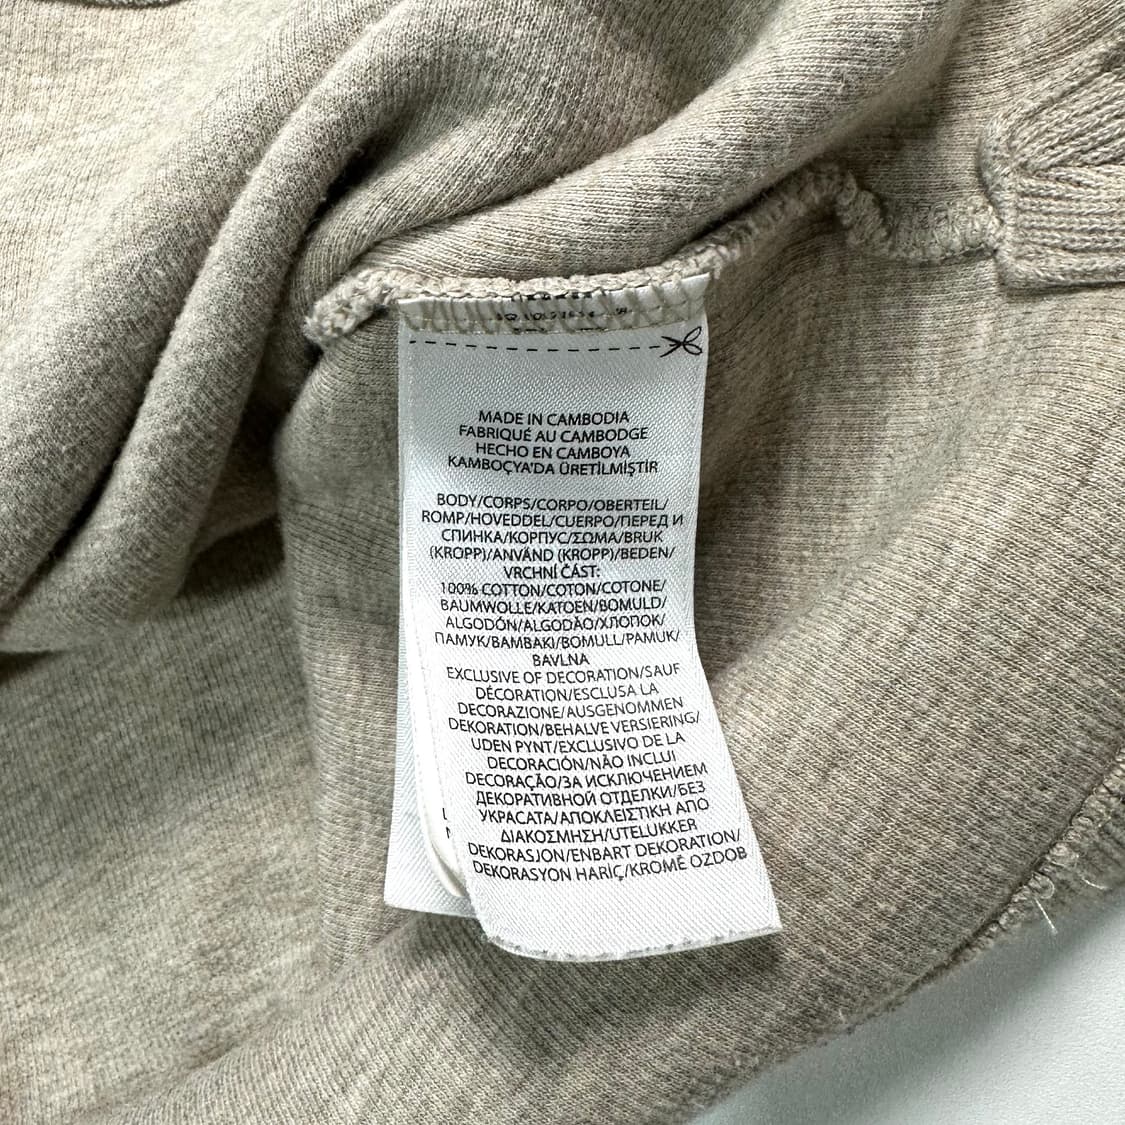 MADE IN CAMBODIA
FABRIQUÉ AU CAMBODGE
HECHO EN CAMBOYA
KAMBOÇYA'DA ÜRETİLMİŞTİR
BODY/CORPS/CORPO/OBERTEIL/
ROMP/HOVEDDEL/CUERPO/ПЕРЕД И
СПИНКА/КОРПУС/ΣΩΜΑ/BRUK
(KROPP)/ANVÄND (KROPP)/BEDEN/
VRCHNÍ ČÁST:
100% COTTON/COTON/COTONE/
BAUMWOLLE/KATOEN/BOMULD/
ALGODÓN/ALGODÃO/ХЛОПОК/
ПАМУК/ΒΑΜΒΑΚΙ/BOMULL/PAMUK/
BAVLNA
EXCLUSIVE OF DECORATION/SAUF
DÉCORATION/ESCLUSA LA
DECORAZIONE/AUSGENOMMEN
DEKORATION/BEHALVE VERSIERING/
UDEN PYNT/EXCLUSIVO DE LA
DECORACIÓN/NÃO INCLUI
DECORAÇÃO/ЗА ИСКЛЮЧЕНИЕМ
ДЕКОРАТИВНОЙ ОТДЕЛКИ/БЕЗ
УКРАСАТА/ΑΠΟΚΛΕΙΣΤΙΚΗ ΑΠΟ
ΔΙΑΚΟΣΜΗΣΗ/UTELUKKER
DEKORASJON/ENBART DEKORATION/
DEKORASYON HARİÇ/KROMĚ OZDOB